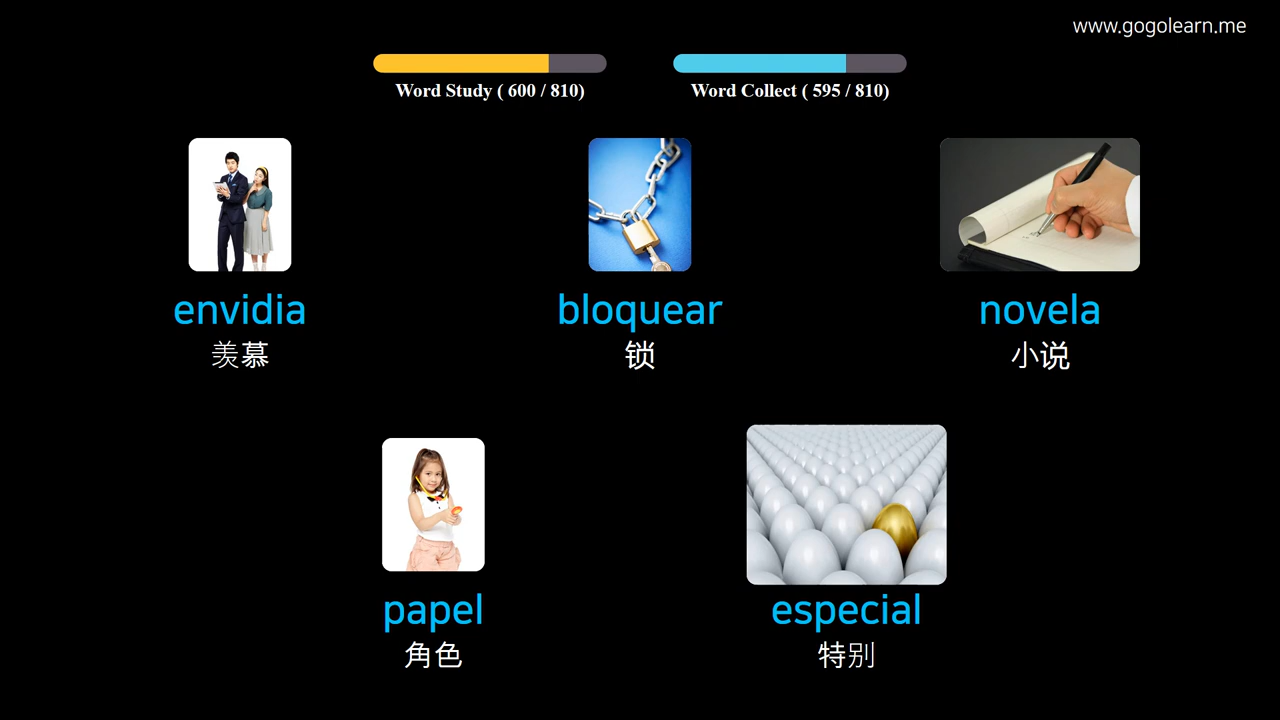 www.gogolearn.me
Word Study ( 600 / 810)
Word Collect ( 595 / 810)
envidia
羡慕
bloquear
锁
novela
小说
papel
角色
especial
特别